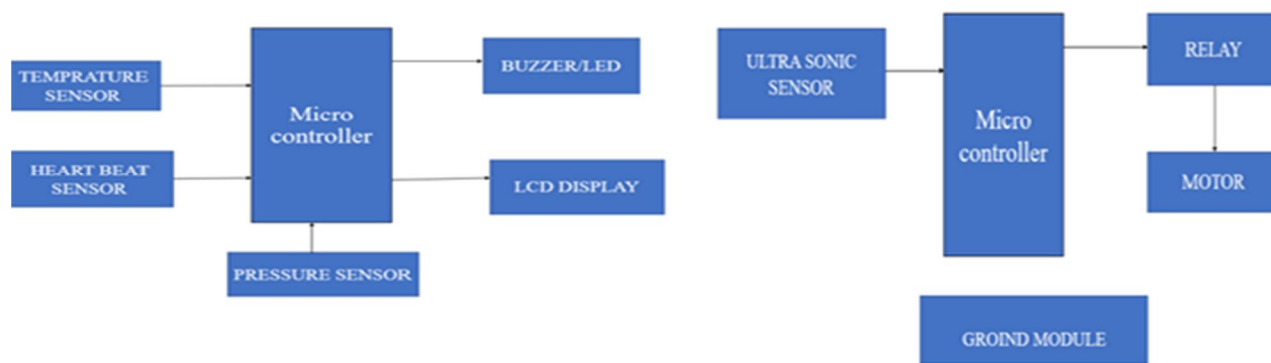 TEMPRATURE
SENSOR
HEART BEAT
SENSOR
Micro
controller
PRESSURE SENSOR
BUZZER/LED
LCD DISPLAY
ULTRA SONIC
SENSOR
Micro
controller
RELAY
MOTOR
GROIND MODULE